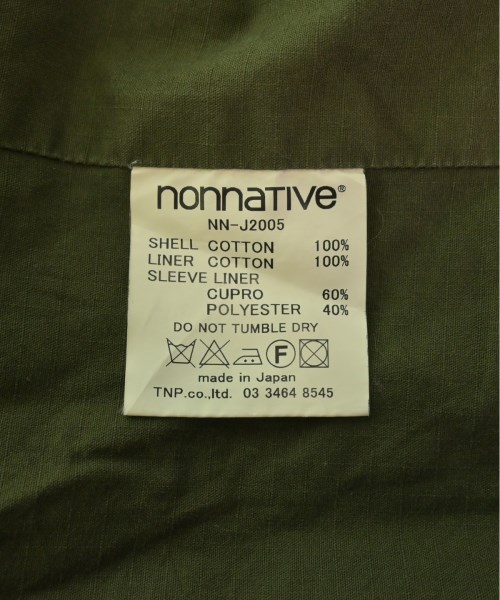 nonnative®
NN-J2005
SHELL COTTON 100%
LINER COTTON 100%
SLEEVE LINER
CUPRO 60%
POLYESTER 40%
DO NOT TUMBLE DRY
F
made in Japan
TNP.co,.ltd. 03 3464 8545